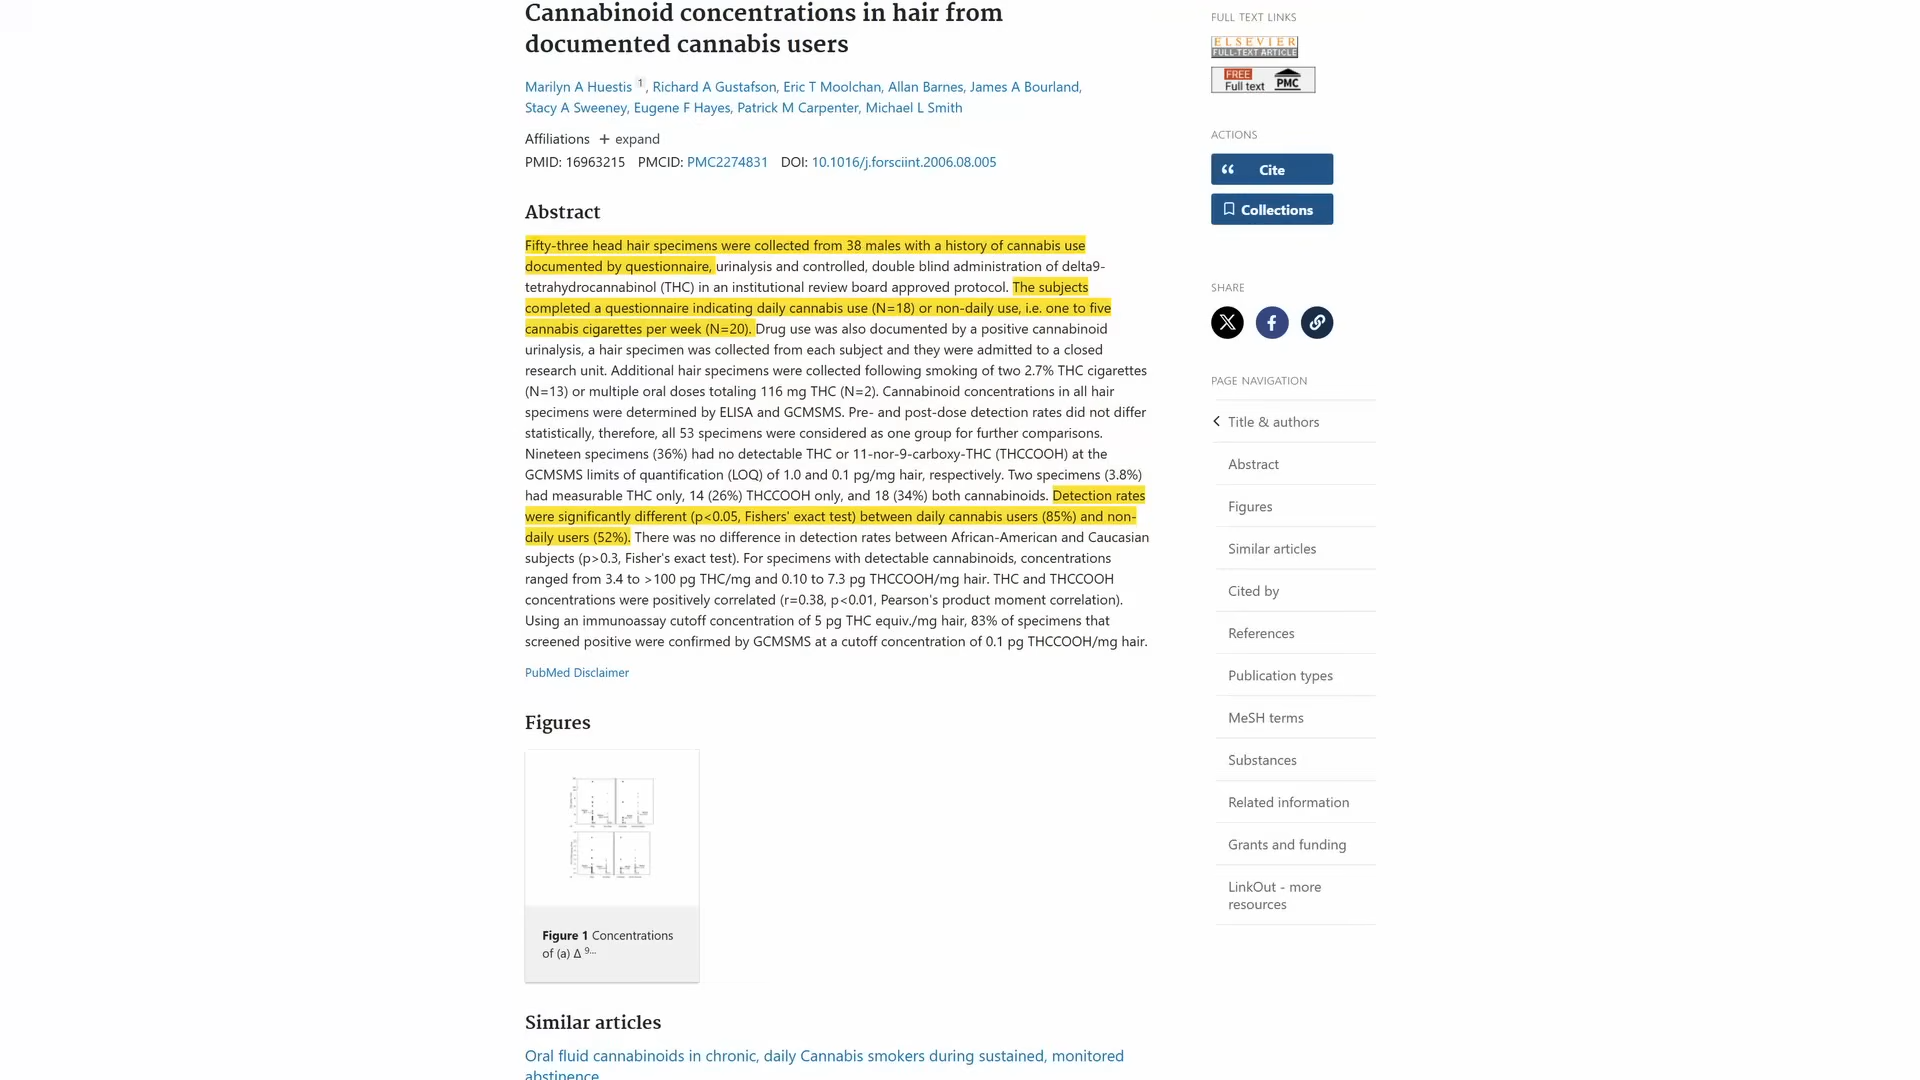 Cannabinoid concentrations in hair from
documented cannabis users
Marilyn A Huestis 1, Richard A Gustafson, Eric T Moolchan, Allan Barnes, James A Bourland,
Stacy A Sweeney, Eugene F Hayes, Patrick M Carpenter, Michael L Smith
Affiliations + expand
PMID: 16963215 PMCID: PMC2274831 DOI: 10.1016/j.forsciint.2006.08.005
Abstract
Fifty-three head hair specimens were collected from 38 males with a history of cannabis use
documented by questionnaire, urinalysis and controlled, double blind administration of delta9-
tetrahydrocannabinol (THC) in an institutional review board approved protocol. The subjects
completed a questionnaire indicating daily cannabis use (N=18) or non-daily use, i.e. one to five
cannabis cigarettes per week (N=20). Drug use was also documented by a positive cannabinoid
urinalysis, a hair specimen was collected from each subject and they were admitted to a closed
research unit. Additional hair specimens were collected following smoking of two 2.7% THC cigarettes
(N=13) or multiple oral doses totaling 116 mg THC (N=2). Cannabinoid concentrations in all hair
specimens were determined by ELISA and GCMSMS. Pre- and post-dose detection rates did not differ
statistically, therefore, all 53 specimens were considered as one group for further comparisons.
Nineteen specimens (36%) had no detectable THC or 11-nor-9-carboxy-THC (THCCOOH) at the
GCMSMS limits of quantification (LOQ) of 1.0 and 0.1 pg/mg hair, respectively. Two specimens (3.8%)
had measurable THC only, 14 (26%) THCCOOH only, and 18 (34%) both cannabinoids. Detection rates
were significantly different (p<0.05, Fishers' exact test) between daily cannabis users (85%) and non-
daily users (52%). There was no difference in detection rates between African-American and Caucasian
subjects (p>0.3, Fisher's exact test). For specimens with detectable cannabinoids, concentrations
ranged from 3.4 to >100 pg THC/mg and 0.10 to 7.3 pg THCCOOH/mg hair. THC and THCCOOH
concentrations were positively correlated (r=0.38, p<0.01, Pearson's product moment correlation).
Using an immunoassay cutoff concentration of 5 pg THC equiv./mg hair, 83% of specimens that
screened positive were confirmed by GCMSMS at a cutoff concentration of 0.1 pg THCCOOH/mg hair.
PubMed Disclaimer
Figures
Figure 1 Concentrations
of (a) Δ 9...
Similar articles
Oral fluid cannabinoids in chronic, daily Cannabis smokers during sustained, monitored
abstinence
FULL TEXT LINKS
ELSEVIER
FULL-TEXT ARTICLE
FREE
Full text PMC
ACTIONS
Cite
Collections
SHARE
PAGE NAVIGATION
Title & authors
Abstract
Figures
Similar articles
Cited by
References
Publication types
MeSH terms
Substances
Related information
Grants and funding
LinkOut - more
resources